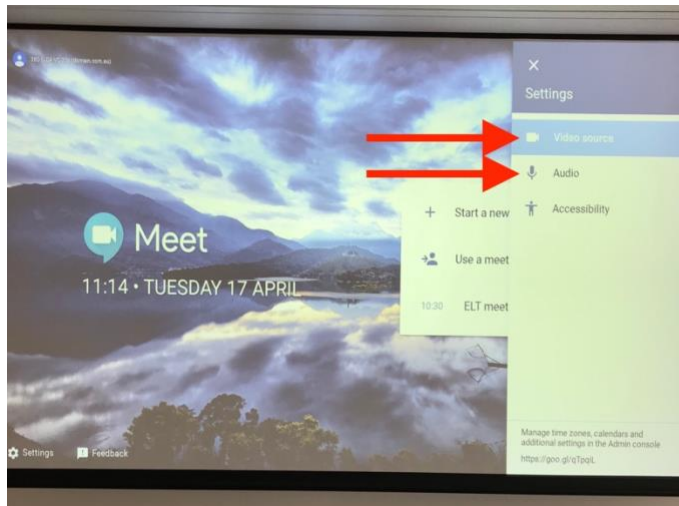 Settings
Video source
Audio
Accessibility
+ Start a new
Use a meet
10:30 ELT meet
Meet
11:14 • TUESDAY 17 APRIL
Manage time zones, calendars and
additional settings in the Admin console
https://goo.gl/qTpqiL
Settings
Feedback